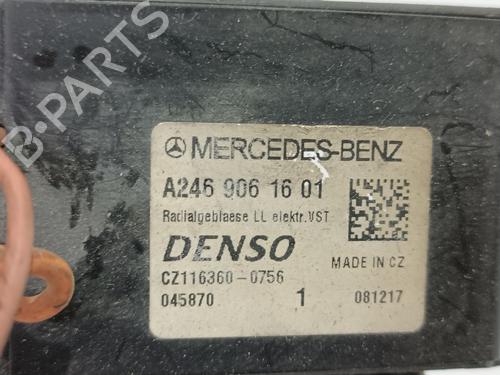 B-PARTS
MERCEDES-BENZ
A246 906 16 01
Radialgeblaese LL elektr.VST
DENSO
MADE IN CZ
CZ116360-0756
045870 1 081217